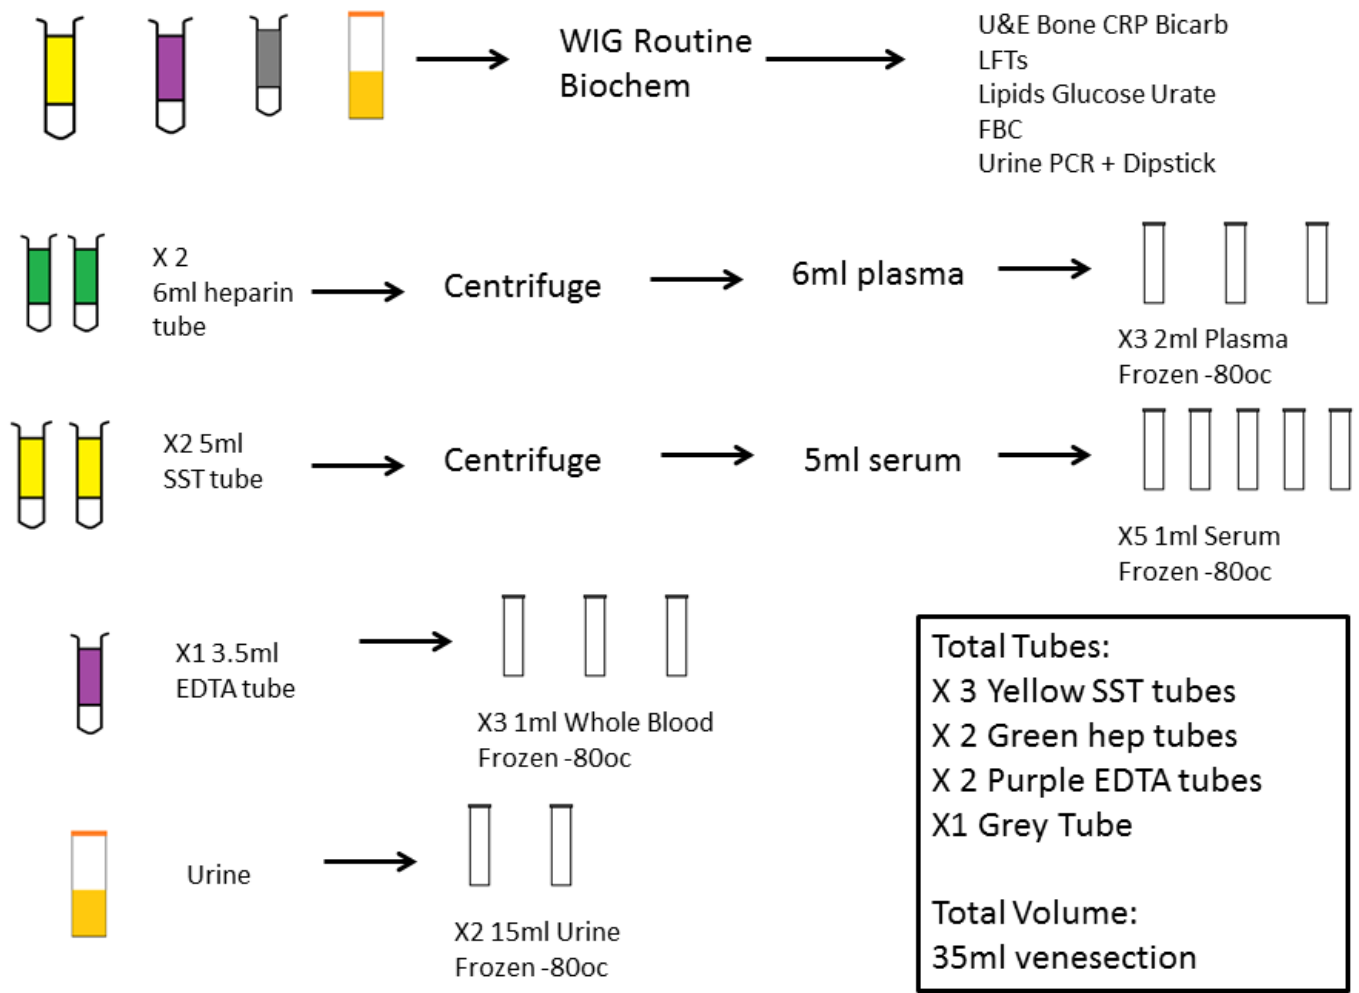 WIG Routine
Biochem
U&E Bone CRP Bicarb
LFTs
Lipids Glucose Urate
FBC
Urine PCR + Dipstick
X 2
6ml heparin
tube
Centrifuge
6ml plasma
X3 2ml Plasma
Frozen -80oc
X2 5ml
SST tube
Centrifuge
5ml serum
X5 1ml Serum
Frozen -80oc
X1 3.5ml
EDTA tube
X3 1ml Whole Blood
Frozen -80oc
Urine
X2 15ml Urine
Frozen -80oc
Total Tubes:
X 3 Yellow SST tubes
X 2 Green hep tubes
X 2 Purple EDTA tubes
X1 Grey Tube
Total Volume:
35ml venesection